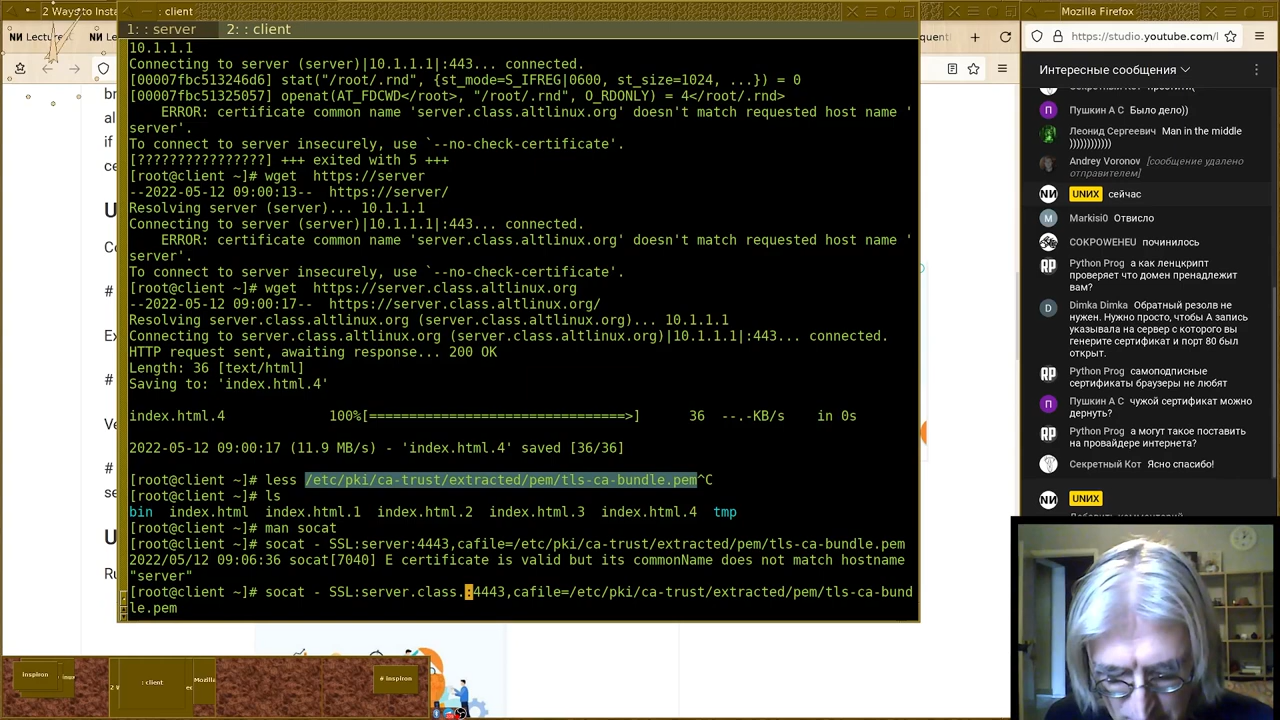 2 Ways to Insta
: client
Mozilla Firefox
Lecture
Le
quent
https://studio.youtube.com/l
1: : server
2: : client
10.1.1.1
Connecting to server (server)|10.1.1.1|:443... connected.
[00007fbc513246d6] stat("/root/.rnd", {st_mode=S_IFREG|0600, st_size=1024, ...}) = 0
[00007fbc51325057] openat(AT_FDCWD</root>, "/root/.rnd", O_RDONLY) = 4</root/.rnd>
ERROR: certificate common name 'server.class.altlinux.org' doesn't match requested host name '
server'.
To connect to server insecurely, use `--no-check-certificate'.
[????????????????] +++ exited with 5 +++
[root@client ~]# wget  https://server
--2022-05-12 09:00:13--  https://server/
Resolving server (server)... 10.1.1.1
Connecting to server (server)|10.1.1.1|:443... connected.
ERROR: certificate common name 'server.class.altlinux.org' doesn't match requested host name '
server'.
To connect to server insecurely, use `--no-check-certificate'.
[root@client ~]# wget  https://server.class.altlinux.org
--2022-05-12 09:00:17--  https://server.class.altlinux.org/
Resolving server.class.altlinux.org (server.class.altlinux.org)... 10.1.1.1
Connecting to server.class.altlinux.org (server.class.altlinux.org)|10.1.1.1|:443... connected.
HTTP request sent, awaiting response... 200 OK
Length: 36 [text/html]
Saving to: 'index.html.4'
index.html.4             100%[================================>]      36  --.-KB/s    in 0s
2022-05-12 09:00:17 (11.9 MB/s) - 'index.html.4' saved [36/36]
[root@client ~]# less /etc/pki/ca-trust/extracted/pem/tls-ca-bundle.pem^C
[root@client ~]# ls
bin  index.html  index.html.1  index.html.2  index.html.3  index.html.4  tmp
[root@client ~]# man socat
[root@client ~]# socat - SSL:server:4443,cafile=/etc/pki/ca-trust/extracted/pem/tls-ca-bundle.pem
2022/05/12 09:06:36 socat[7040] E certificate is valid but its commonName does not match hostname
"server"
[root@client ~]# socat - SSL:server.class.:4443,cafile=/etc/pki/ca-trust/extracted/pem/tls-ca-bund
le.pem
Интересные сообщения
Пушкин А С Было дело))
Леонид Сергеевич Man in the middle
))))))))))))
Andrey Voronov [сообщение удалено
отправителем]
UNИX сейчас
Markisi0 Отвисло
COKPOWEHEU починилось
Python Prog а как ленцкрипт
проверяет что домен пренадлежит
вам?
Dimka Dimka Обратный резолв не
нужен. Нужно просто, чтобы А запись
указывала на сервер с которого вы
генерите сертификат и порт 80 был
открыт.
Python Prog самоподписные
сертификаты браузеры не любят
Пушкин А С чужой сертификат можно
дернуть?
Python Prog а могут такое поставить
на провайдере интернета?
Секретный Кот Ясно спасибо!
UNИX
inspiron
: client
Mozilla
# inspiron